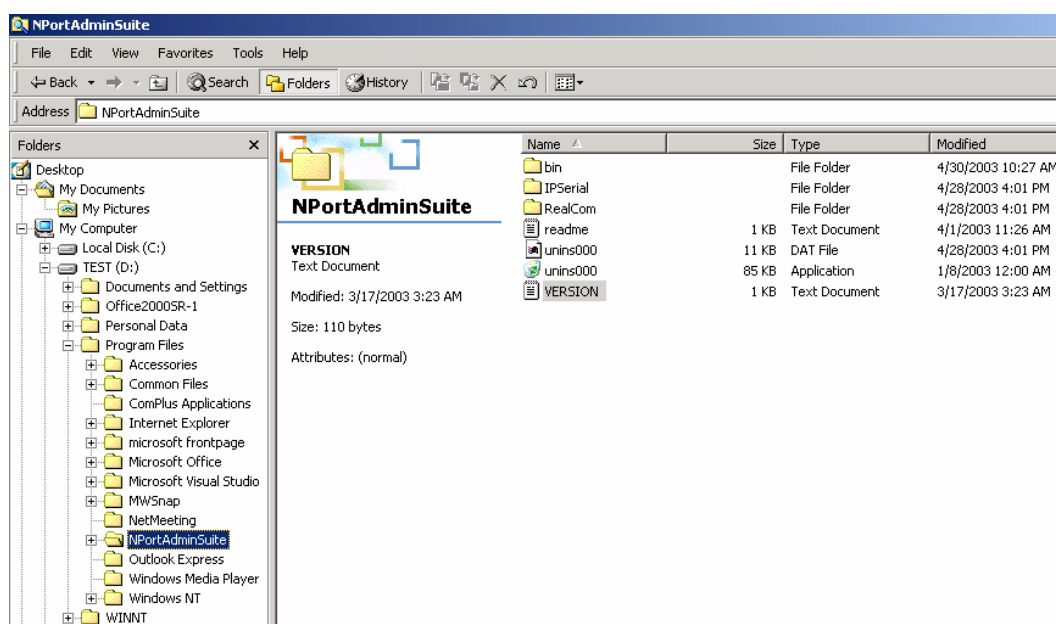 NPortAdminSuite
File Edit View Favorites Tools Help
Back Search Folders History
Address NPortAdminSuite
Folders
Desktop
My Documents
My Pictures
My Computer
Local Disk (C:)
TEST (D:)
Documents and Settings
Office2000SR-1
Personal Data
Program Files
Accessories
Common Files
ComPlus Applications
Internet Explorer
microsoft frontpage
Microsoft Office
Microsoft Visual Studio
MWSnap
NetMeeting
NPortAdminSuite
Outlook Express
Windows Media Player
Windows NT
WINNT
NPortAdminSuite
VERSION
Text Document
Modified: 3/17/2003 3:23 AM
Size: 110 bytes
Attributes: (normal)
Name Size Type Modified
bin File Folder 4/30/2003 10:27 AM
IPSerial File Folder 4/28/2003 4:01 PM
RealCom File Folder 4/28/2003 4:01 PM
readme 1 KB Text Document 4/1/2003 11:26 AM
unins000 11 KB DAT File 4/28/2003 4:01 PM
unins000 85 KB Application 1/8/2003 12:00 AM
VERSION 1 KB Text Document 3/17/2003 3:23 AM